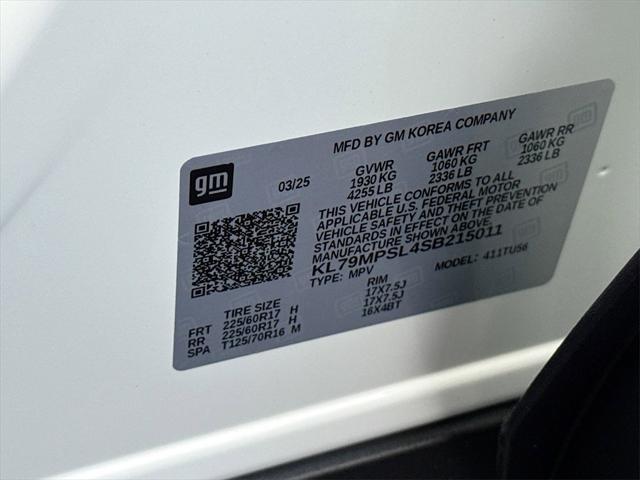 MFD BY GM KOREA COMPANY
gm
03/25 GVWR GAWR FRT GAWR RR
1930 KG 1060 KG 1060 KG
4255 LB 2336 LB 2336 LB
THIS VEHICLE CONFORMS TO ALL
APPLICABLE U.S. FEDERAL MOTOR
VEHICLE SAFETY AND THEFT PREVENTION
STANDARDS IN EFFECT ON THE DATE OF
MANUFACTURE SHOWN ABOVE.
KL79MPSL4SB215011
TYPE: MPV MODEL: 411TU56
TIRE SIZE RIM
FRT 225/60R17 H 17X7.5J
RR 225/60R17 H 17X7.5J
SPA T125/70R16 M 16X4BT